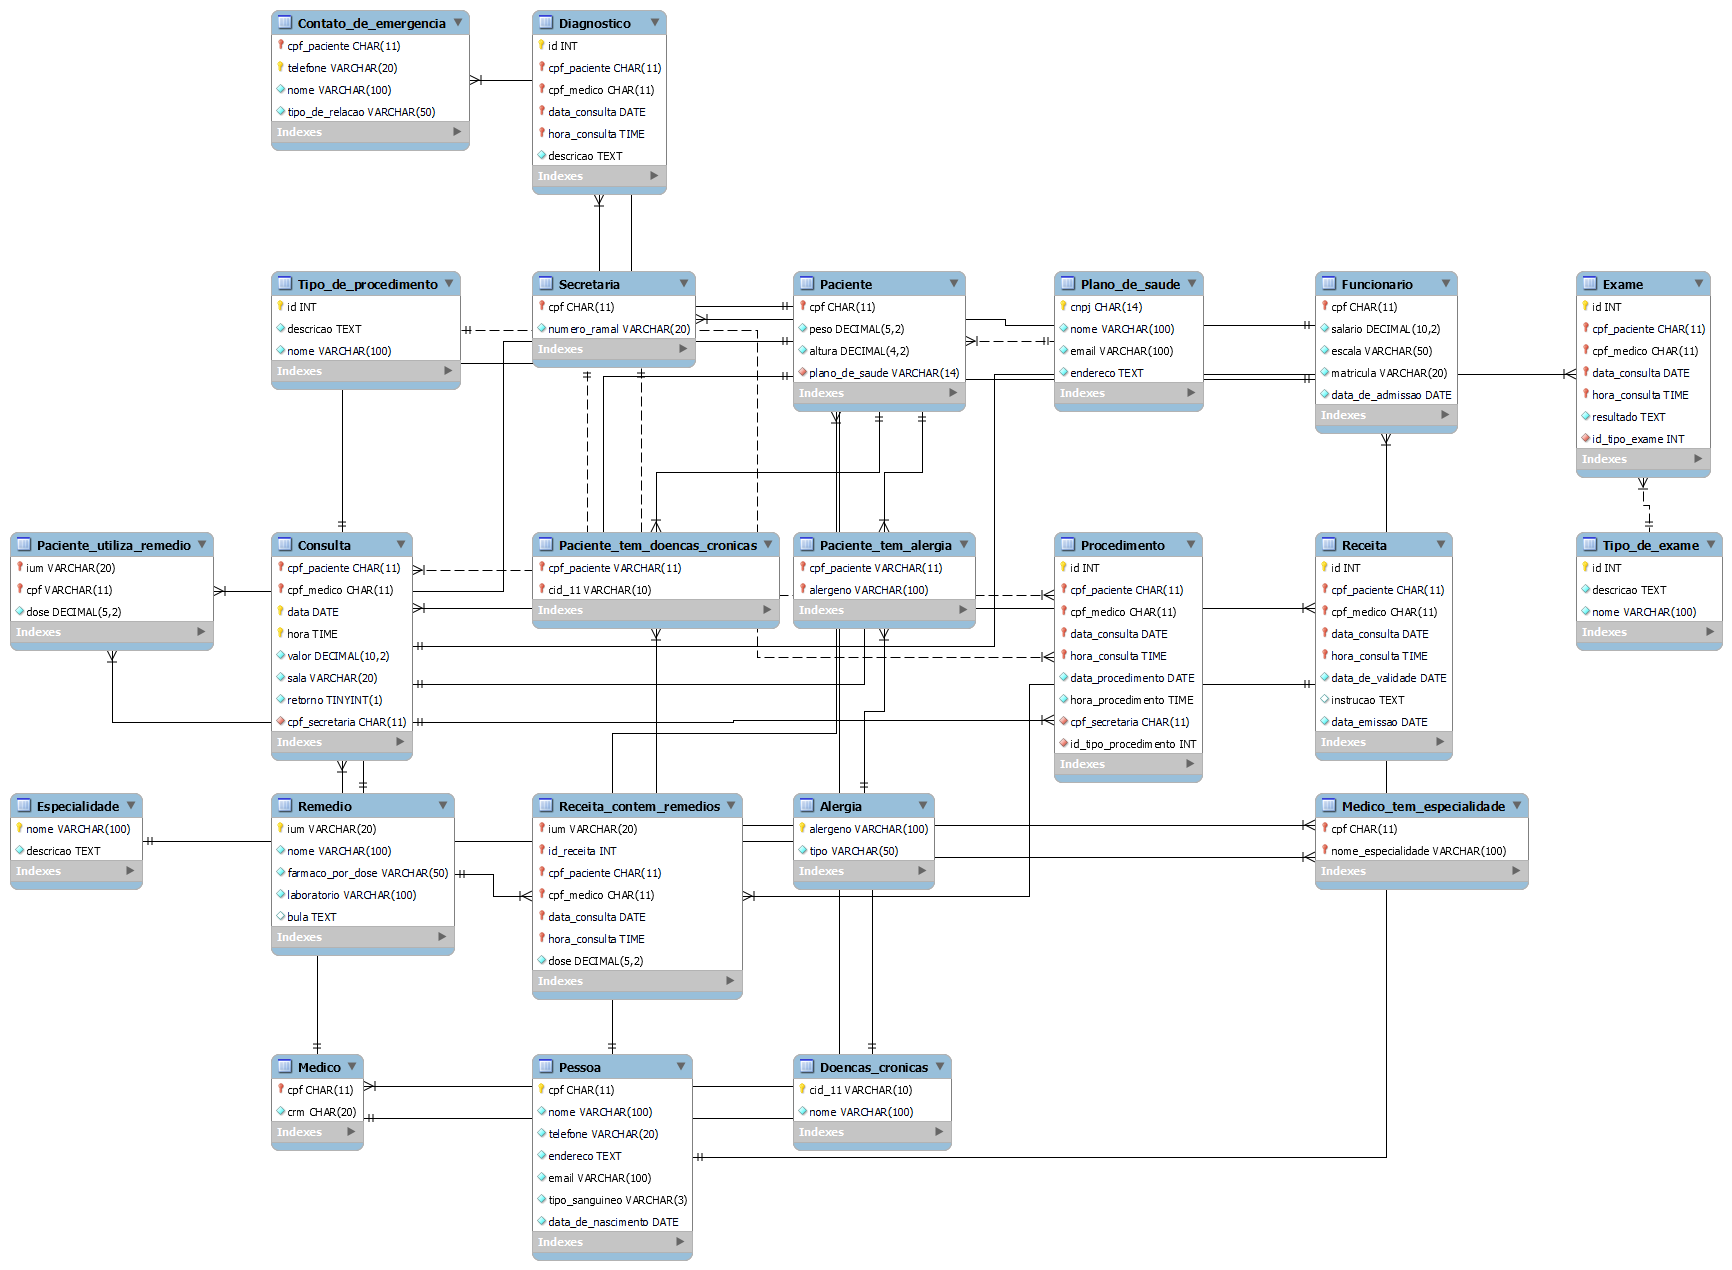 Contato_de_emergencia
cpf_paciente CHAR(11)
telefone VARCHAR(20)
nome VARCHAR(100)
tipo_de_relacao VARCHAR(50)
Indexes
Diagnostico
id INT
cpf_paciente CHAR(11)
cpf_medico CHAR(11)
data_consulta DATE
hora_consulta TIME
descricao TEXT
Indexes
Tipo_de_procedimento
id INT
descricao TEXT
nome VARCHAR(100)
Indexes
Secretaria
cpf CHAR(11)
numero_ramal VARCHAR(20)
Indexes
Paciente
cpf CHAR(11)
peso DECIMAL(5,2)
altura DECIMAL(4,2)
plano_de_saude VARCHAR(14)
Indexes
Plano_de_saude
cnpj CHAR(14)
nome VARCHAR(100)
email VARCHAR(100)
endereco TEXT
Indexes
Funcionario
cpf CHAR(11)
salario DECIMAL(10,2)
escala VARCHAR(50)
matricula VARCHAR(20)
data_de_admissao DATE
Indexes
Exame
id INT
cpf_paciente CHAR(11)
cpf_medico CHAR(11)
data_consulta DATE
hora_consulta TIME
resultado TEXT
id_tipo_exame INT
Indexes
Paciente_utiliza_remedio
ium VARCHAR(20)
cpf VARCHAR(11)
dose DECIMAL(5,2)
Indexes
Consulta
cpf_paciente CHAR(11)
cpf_medico CHAR(11)
data DATE
hora TIME
valor DECIMAL(10,2)
sala VARCHAR(20)
retorno TINYINT(1)
cpf_secretaria CHAR(11)
Indexes
Paciente_tem_doencas_cronicas
cpf_paciente VARCHAR(11)
cid_11 VARCHAR(10)
Indexes
Paciente_tem_alergia
cpf_paciente VARCHAR(11)
alergeno VARCHAR(100)
Indexes
Procedimento
id INT
cpf_paciente CHAR(11)
cpf_medico CHAR(11)
data_consulta DATE
hora_consulta TIME
data_procedimento DATE
hora_procedimento TIME
cpf_secretaria CHAR(11)
id_tipo_procedimento INT
Indexes
Receita
id INT
cpf_paciente CHAR(11)
cpf_medico CHAR(11)
data_consulta DATE
hora_consulta TIME
data_de_validade DATE
instrucao TEXT
data_emissao DATE
Indexes
Tipo_de_exame
id INT
descricao TEXT
nome VARCHAR(100)
Indexes
Especialidade
nome VARCHAR(100)
descricao TEXT
Indexes
Remedio
ium VARCHAR(20)
nome VARCHAR(100)
farmaco_por_dose VARCHAR(50)
laboratorio VARCHAR(100)
bula TEXT
Indexes
Receita_contem_remedios
ium VARCHAR(20)
id_receita INT
cpf_paciente CHAR(11)
cpf_medico CHAR(11)
data_consulta DATE
hora_consulta TIME
dose DECIMAL(5,2)
Indexes
Alergia
alergeno VARCHAR(100)
tipo VARCHAR(50)
Indexes
Medico_tem_especialidade
cpf CHAR(11)
nome_especialidade VARCHAR(100)
Indexes
Medico
cpf CHAR(11)
crm CHAR(20)
Indexes
Pessoa
cpf CHAR(11)
nome VARCHAR(100)
telefone VARCHAR(20)
endereco TEXT
email VARCHAR(100)
tipo_sanguineo VARCHAR(3)
data_de_nascimento DATE
Indexes
Doencas_cronicas
cid_11 VARCHAR(10)
nome VARCHAR(100)
Indexes